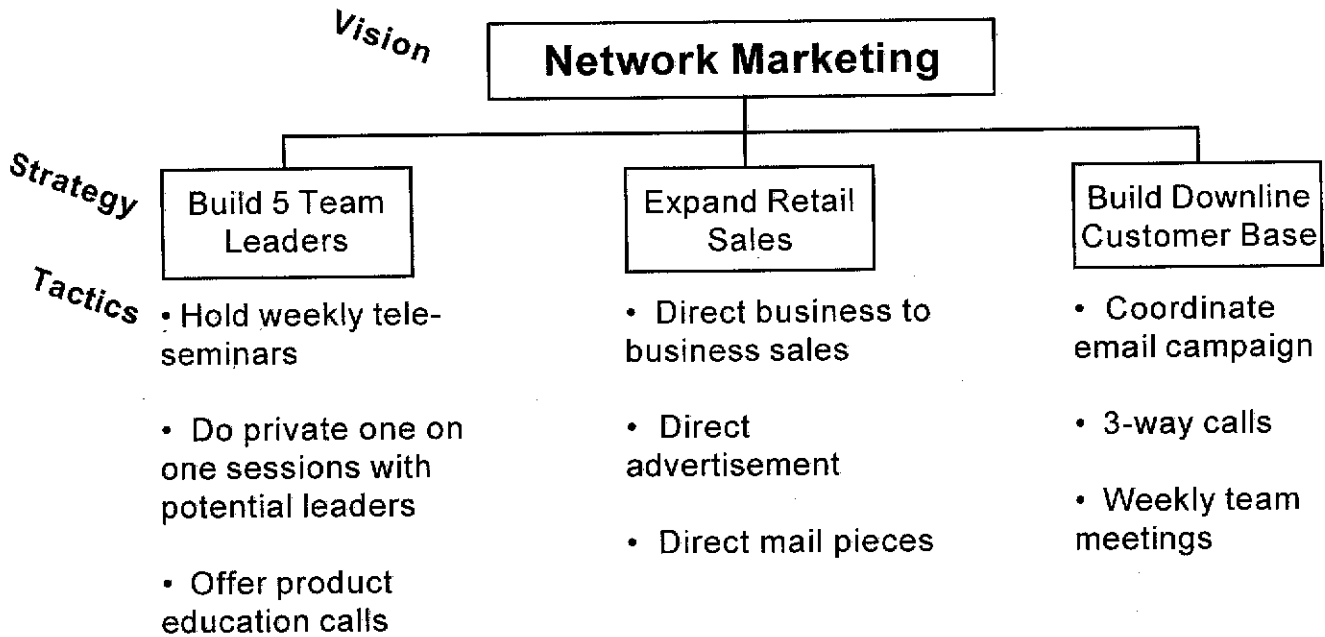 Vision
Network Marketing
Strategy
Build 5 Team
Leaders
Expand Retail
Sales
Build Downline
Customer Base
Tactics
• Hold weekly tele-
seminars
• Do private one on
one sessions with
potential leaders
• Offer product
education calls
• Direct business to
business sales
• Direct
advertisement
• Direct mail pieces
• Coordinate
email campaign
• 3-way calls
• Weekly team
meetings